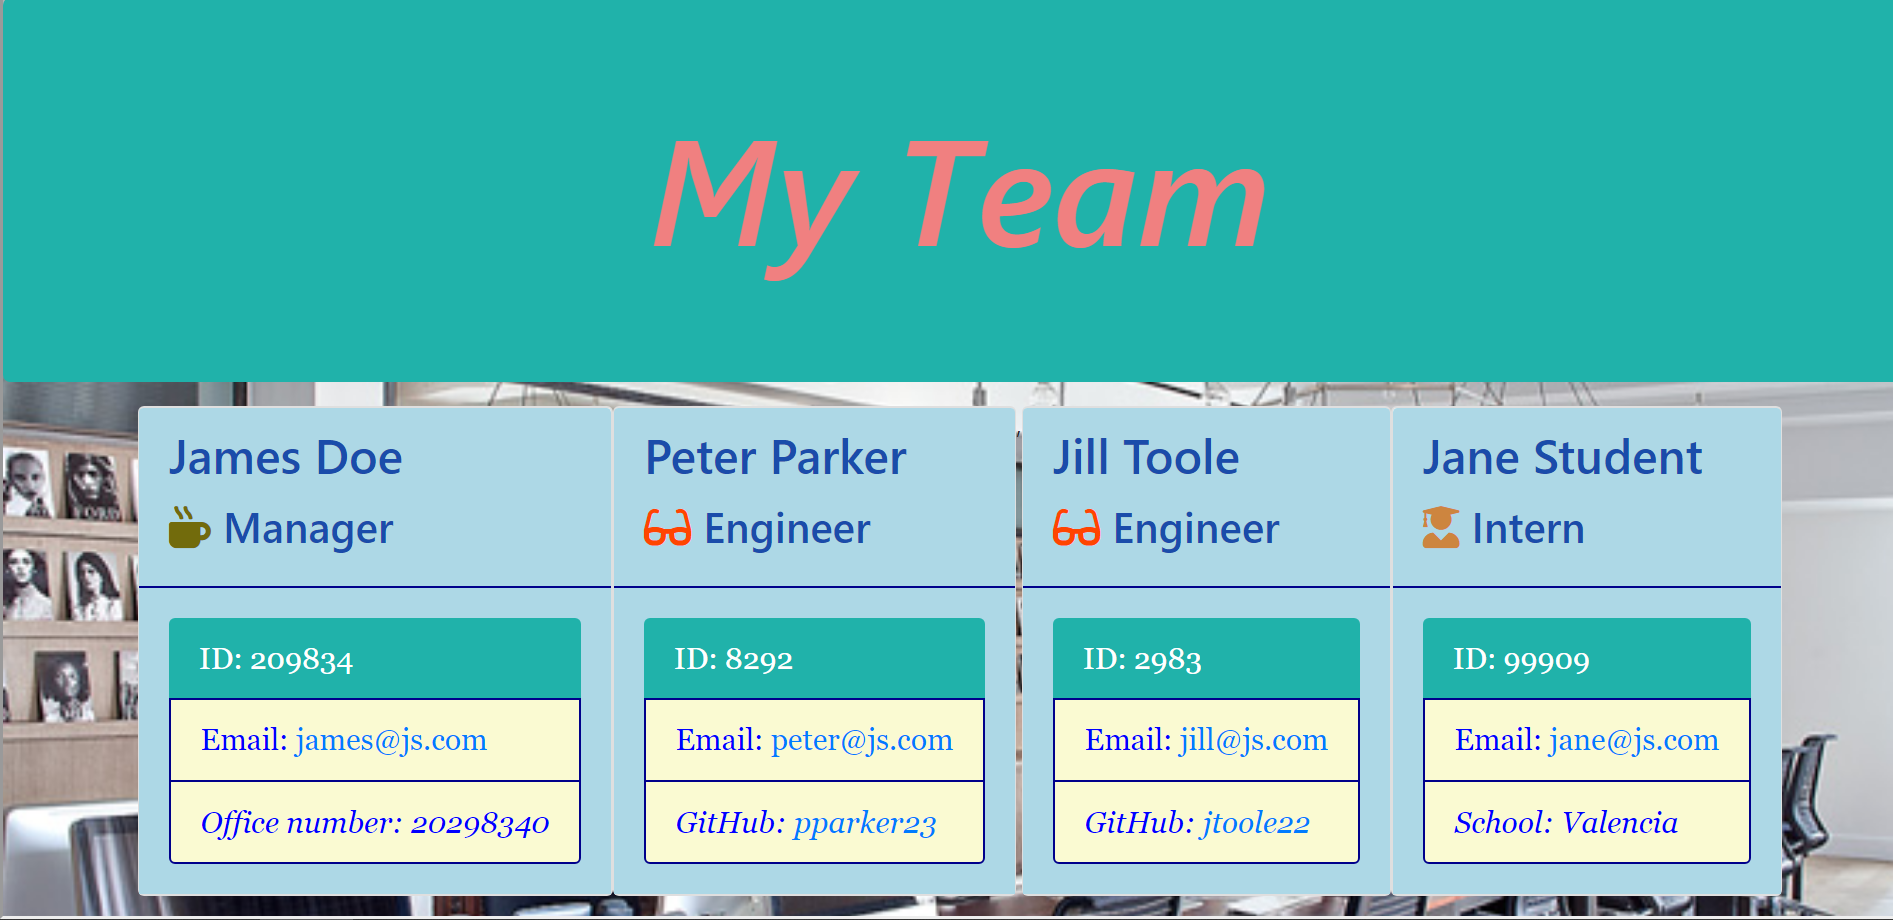 My Team
James Doe
Manager
ID: 209834
Email: james@js.com
Office number: 20298340
Peter Parker
Engineer
ID: 8292
Email: peter@js.com
GitHub: pparker23
Jill Toole
Engineer
ID: 2983
Email: jill@js.com
GitHub: jtoole22
Jane Student
Intern
ID: 99909
Email: jane@js.com
School: Valencia